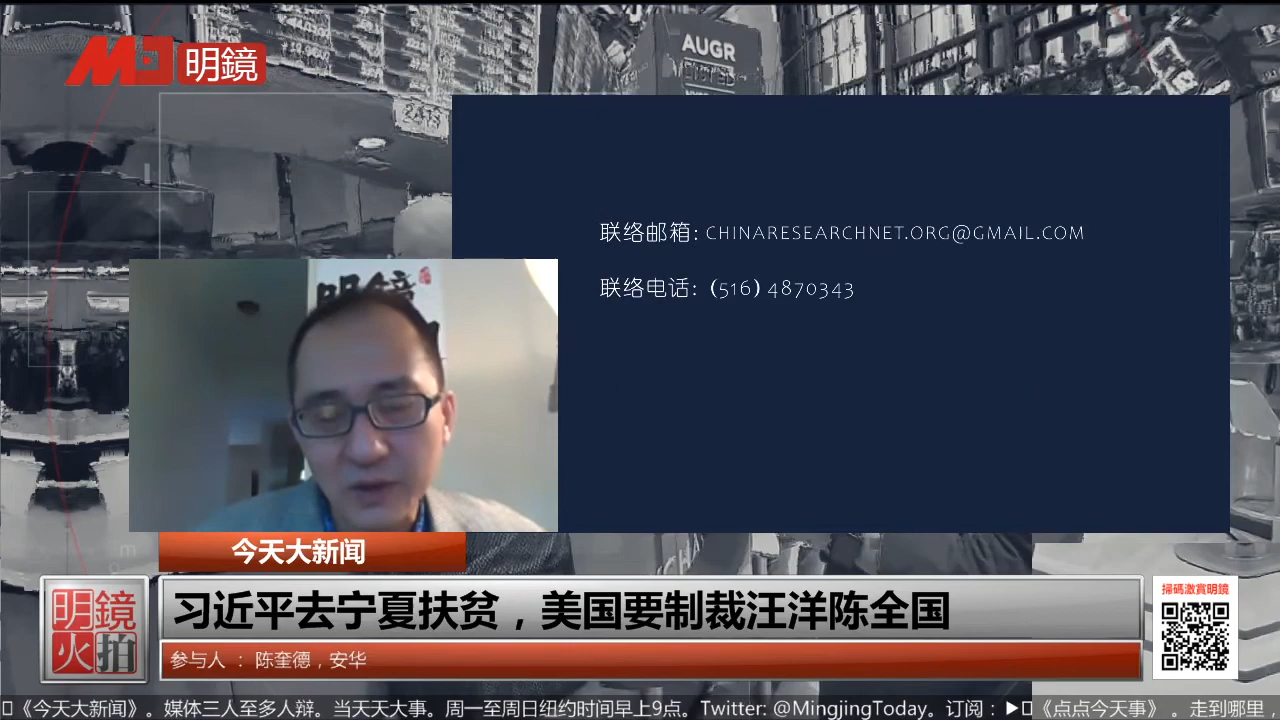 明鏡
AUGR
联络邮箱: CHINARESEARCHNET.ORG@GMAIL.COM
联络电话: (516) 4870343
明鏡
今天大新闻
习近平去宁夏扶贫，美国要制裁汪洋陈全国
明鏡火拍
参与人 ： 陈奎德，安华
掃碼激賞明鏡
《今天大新闻》。媒体三人至多人辩。当天天大事。周一至周日纽约时间早上9点。Twitter: @MingjingToday。订阅：▶《点点今天事》 。走到哪里，